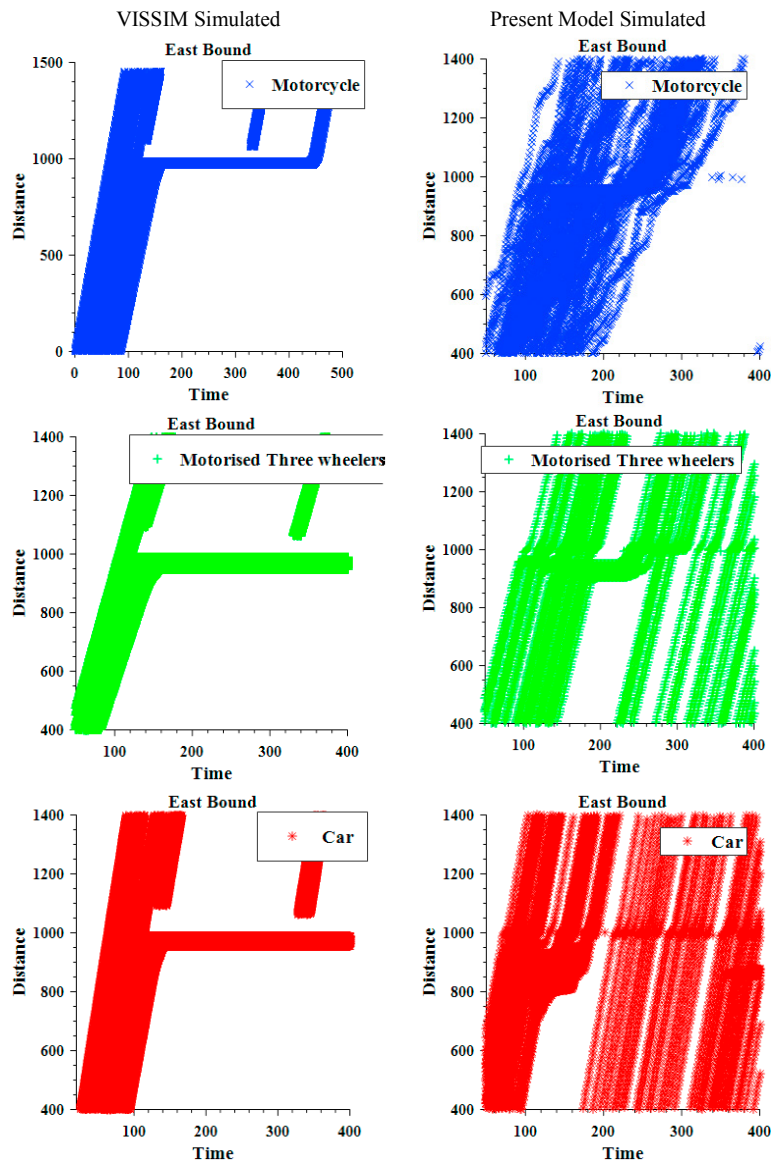 VISSIM Simulated
Present Model Simulated
East Bound
1500
1000
500
0
Distance
× Motorcycle
0 100 200 300 400 500
Time
East Bound
1400
1200
1000
800
600
400
Distance
× Motorcycle
100 200 300 400
Time
East Bound
1400
1200
1000
800
600
400
Distance
+ Motorised Three wheelers
100 200 300 400
Time
East Bound
1400
1200
1000
800
600
400
Distance
+ Motorised Three wheelers
100 200 300 400
Time
East Bound
1400
1200
1000
800
600
400
Distance
* Car
100 200 300 400
Time
East Bound
1400
1200
1000
800
600
400
Distance
* Car
100 200 300 400
Time